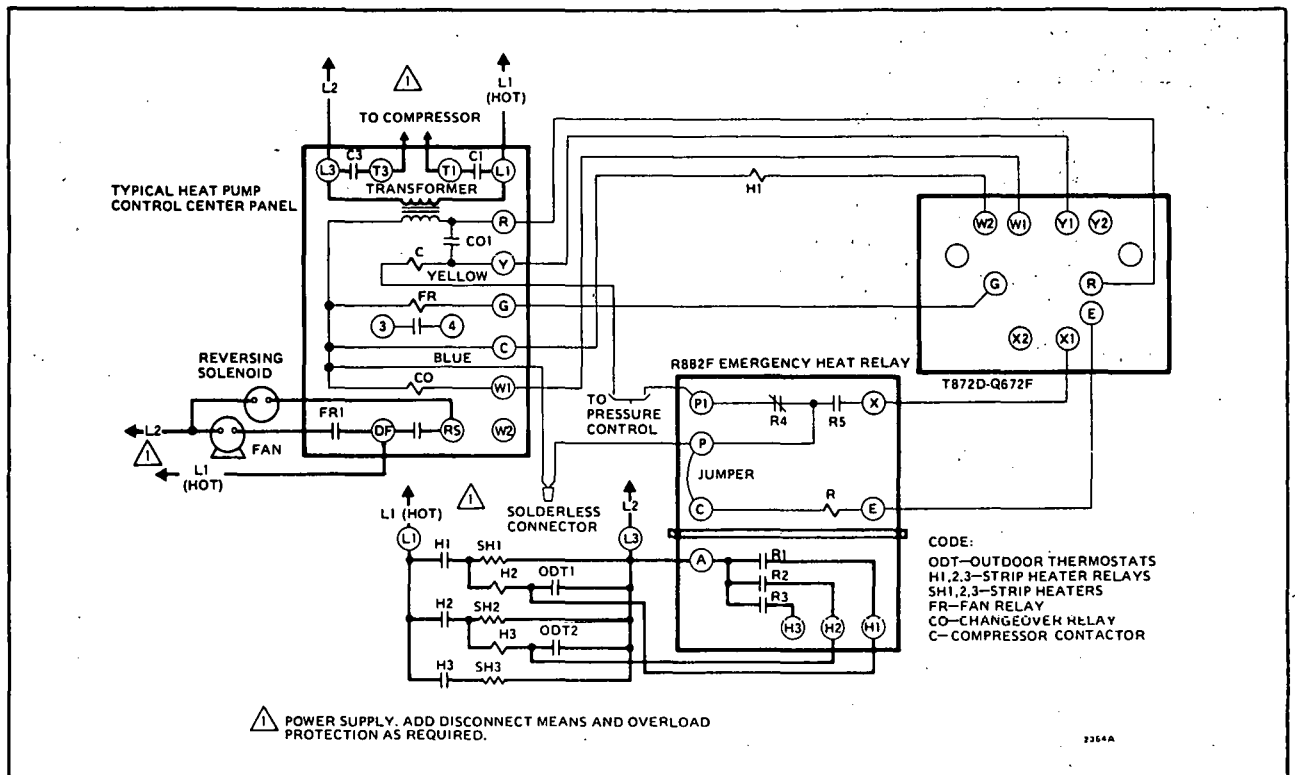 L2
1
L1
(HOT)
TO COMPRESSOR
TYPICAL HEAT PUMP
CONTROL CENTER PANEL
L3
C3
T3
T1
C1
L1
TRANSFORMER
R
CO1
C
YELLOW
Y
FR
G
3
4
C
BLUE
CO
W1
W2
REVERSING
SOLENOID
FR1
DF
RS
L2
FAN
1
L1
(HOT)
H1
W2
W1
Y1
Y2
G
R
E
X2
X1
T872D-Q672F
R882F EMERGENCY HEAT RELAY
TO
PRESSURE
CONTROL
P1
R4
R5
X
P
JUMPER
C
R
E
SOLDERLESS
CONNECTOR
L1 (HOT)
1
L2
L1
L3
H1
SH1
H2
ODT1
H2
SH2
H3
ODT2
H3
SH3
A
R1
R2
R3
H3
H2
H1
CODE:
ODT—OUTDOOR THERMOSTATS
H1,2,3—STRIP HEATER RELAYS
SH1,2,3—STRIP HEATERS
FR—FAN RELAY
CO—CHANGEOVER RELAY
C—COMPRESSOR CONTACTOR
1 POWER SUPPLY. ADD DISCONNECT MEANS AND OVERLOAD
PROTECTION AS REQUIRED.
2364A